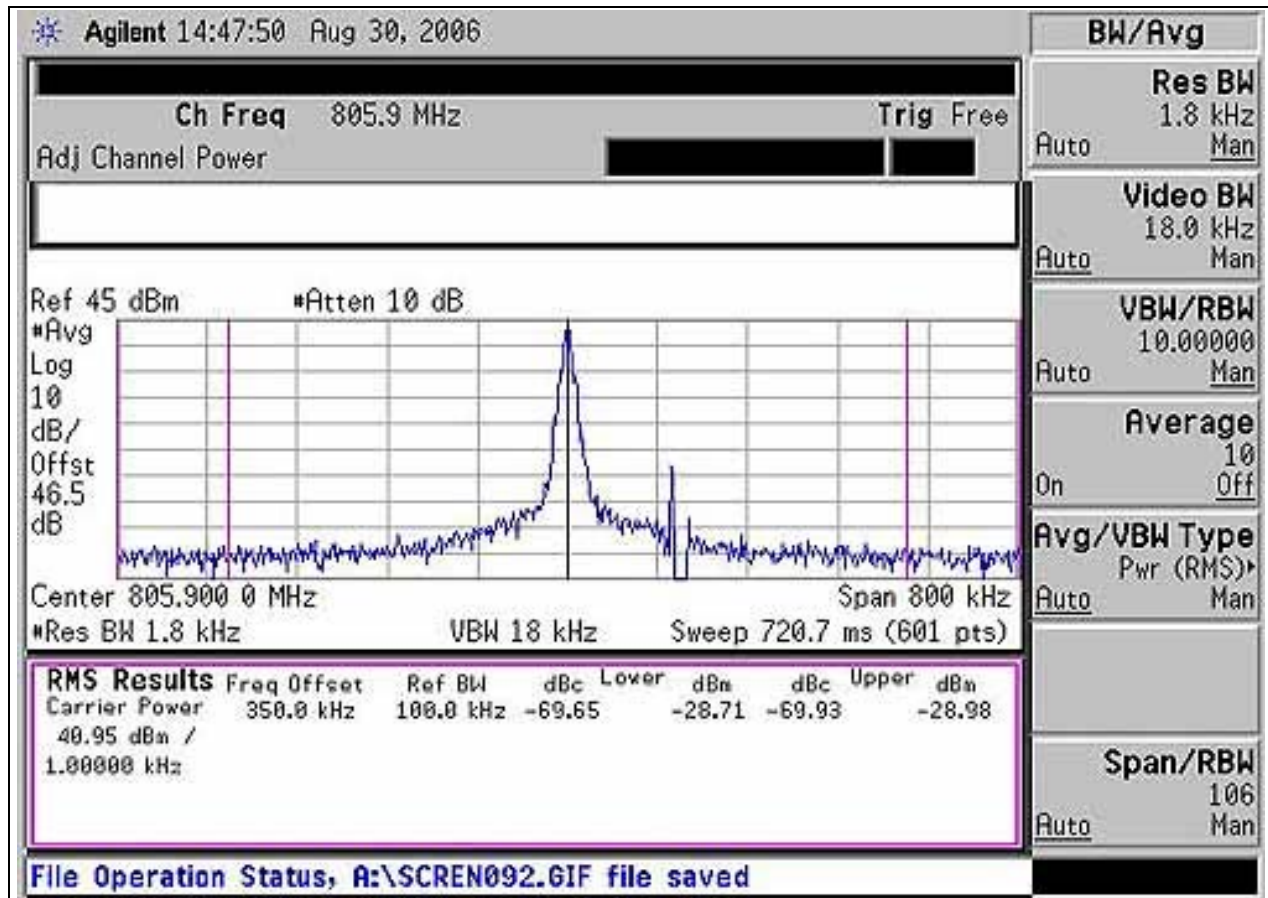 Agilent 14:47:50 Aug 30, 2006
Ch Freq 805.9 MHz Trig Free
Adj Channel Power
Ref 45 dBm #Atten 10 dB
#Avg
Log
10
dB/
Offst
46.5
dB
Center 805.900 0 MHz Span 800 kHz
#Res BW 1.8 kHz VBW 18 kHz Sweep 720.7 ms (601 pts)
RMS Results Freq Offset Ref BW dBc Lower dBm dBc Upper dBm
Carrier Power 350.0 kHz 100.0 kHz -69.65 -28.71 -69.93 -28.98
40.95 dBm /
1.00000 kHz
File Operation Status, A:\SCREN092.GIF file saved
BW/Avg
Res BW
1.8 kHz
Auto Man
Video BW
18.0 kHz
Auto Man
VBW/RBW
10.00000
Auto Man
Average
10
On Off
Avg/VBW Type
Pwr (RMS)▸
Auto Man
Span/RBW
106
Auto Man